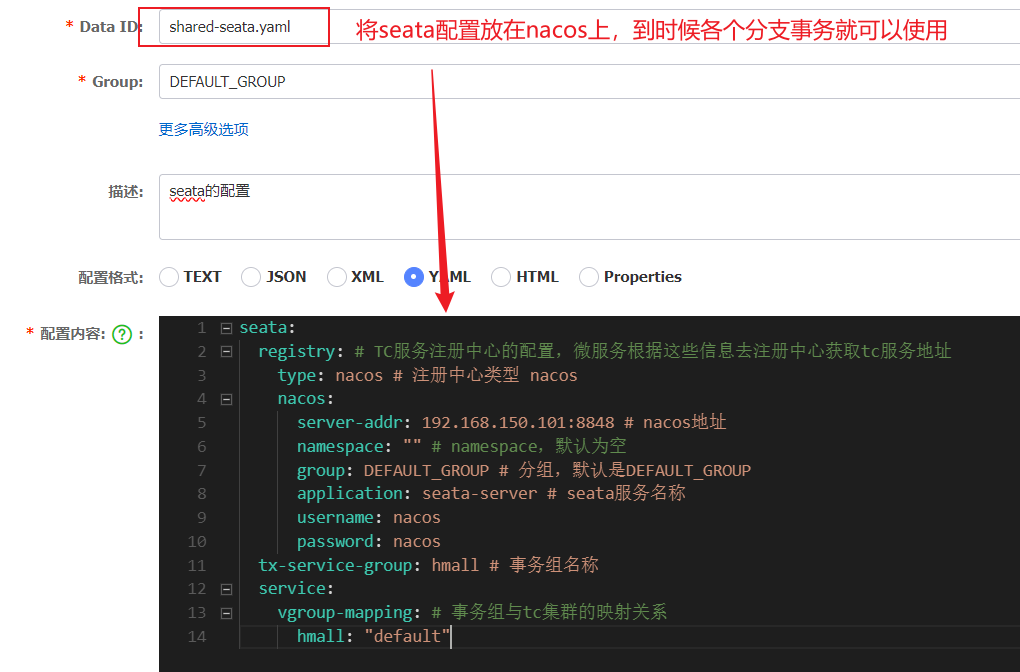 * Data ID: shared-seata.yaml 将seata配置放在nacos上，到时候各个分支事务就可以使用
* Group: DEFAULT_GROUP
更多高级选项
描述: seata的配置
配置格式: TEXT JSON XML YAML HTML Properties
* 配置内容: ? :
1 seata:
2 registry: # TC服务注册中心的配置，微服务根据这些信息去注册中心获取tc服务地址
3 type: nacos # 注册中心类型 nacos
4 nacos:
5 server-addr: 192.168.150.101:8848 # nacos地址
6 namespace: "" # namespace，默认为空
7 group: DEFAULT_GROUP # 分组，默认是DEFAULT_GROUP
8 application: seata-server # seata服务名称
9 username: nacos
10 password: nacos
11 tx-service-group: hmall # 事务组名称
12 service:
13 vgroup-mapping: # 事务组与tc集群的映射关系
14 hmall: "default"